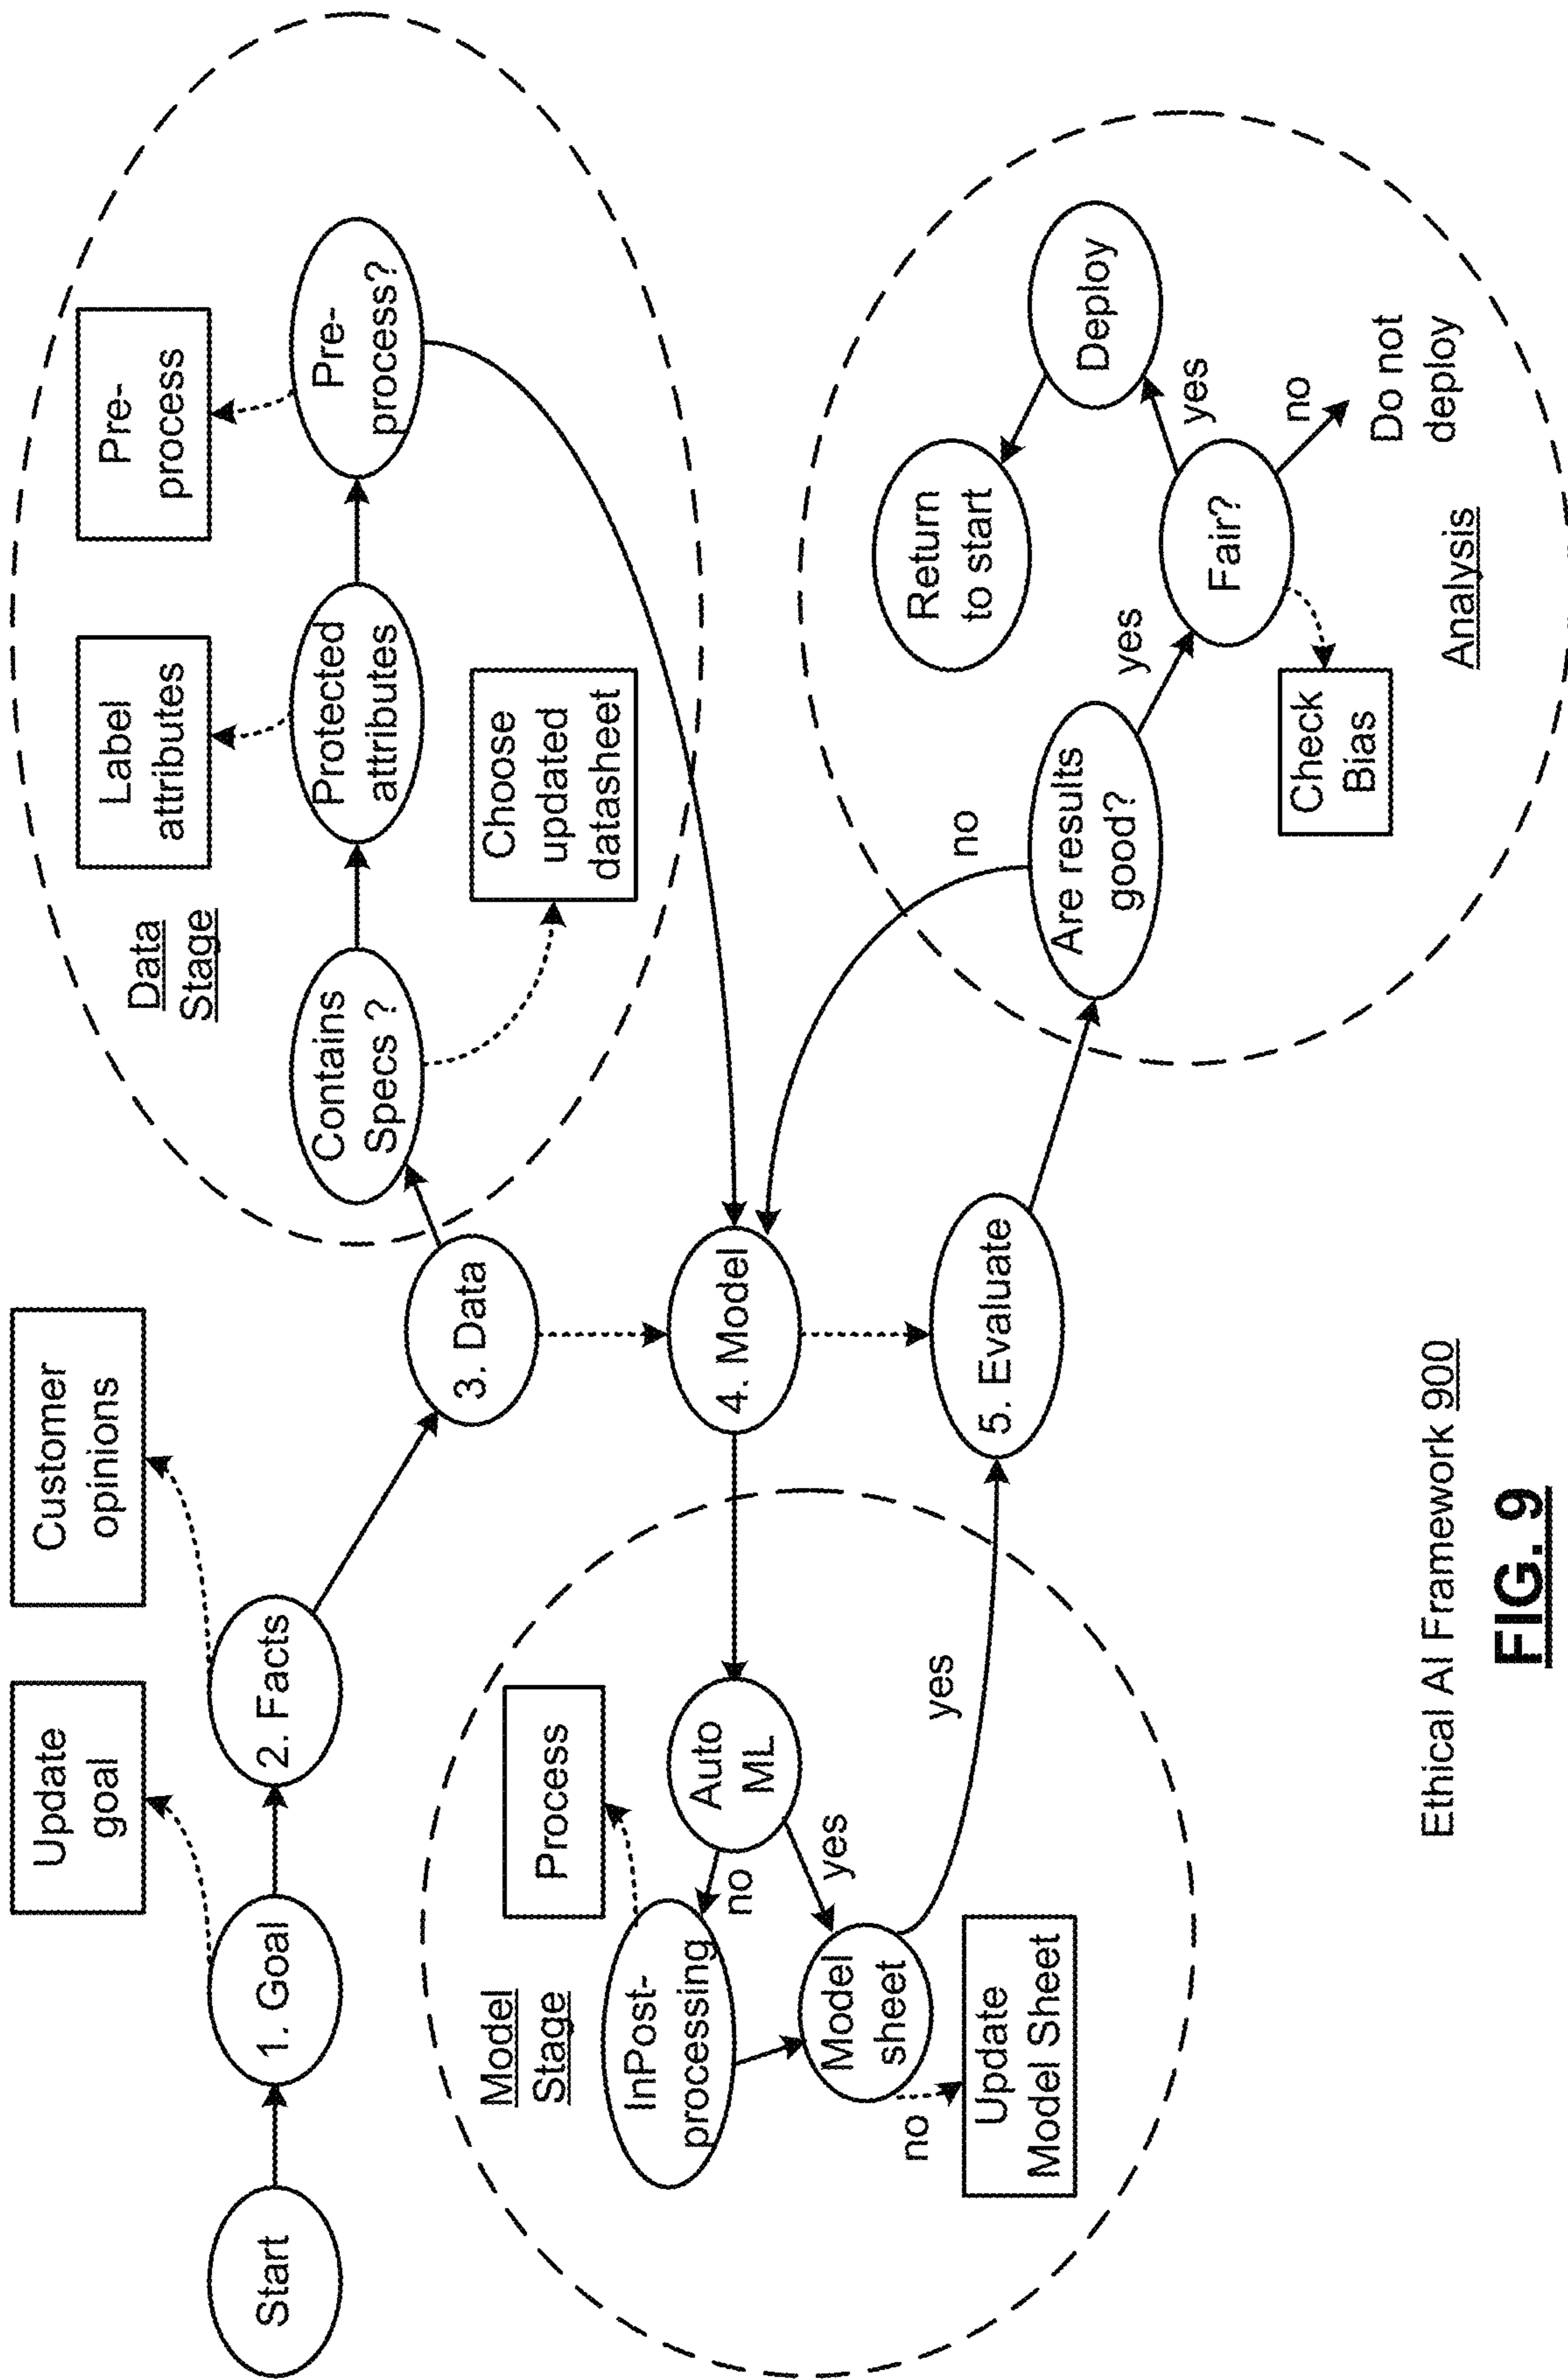 Start
1. Goal
Update
goal
2. Facts
Customer
opinions
3. Data
Data
Stage
Contains
Specs ?
Choose
updated
datasheet
Protected
attributes
Label
attributes
Pre-
process?
Pre-
process
4. Model
Model
Stage
Auto
ML
no
yes
InPost-
processing
Process
Model
sheet
no
Update
Model Sheet
yes
5. Evaluate
Are results
good?
no
yes
Fair?
Check
Bias
yes
no
Do not
deploy
Deploy
Return
to start
Analysis
Ethical AI Framework 900
FIG. 9